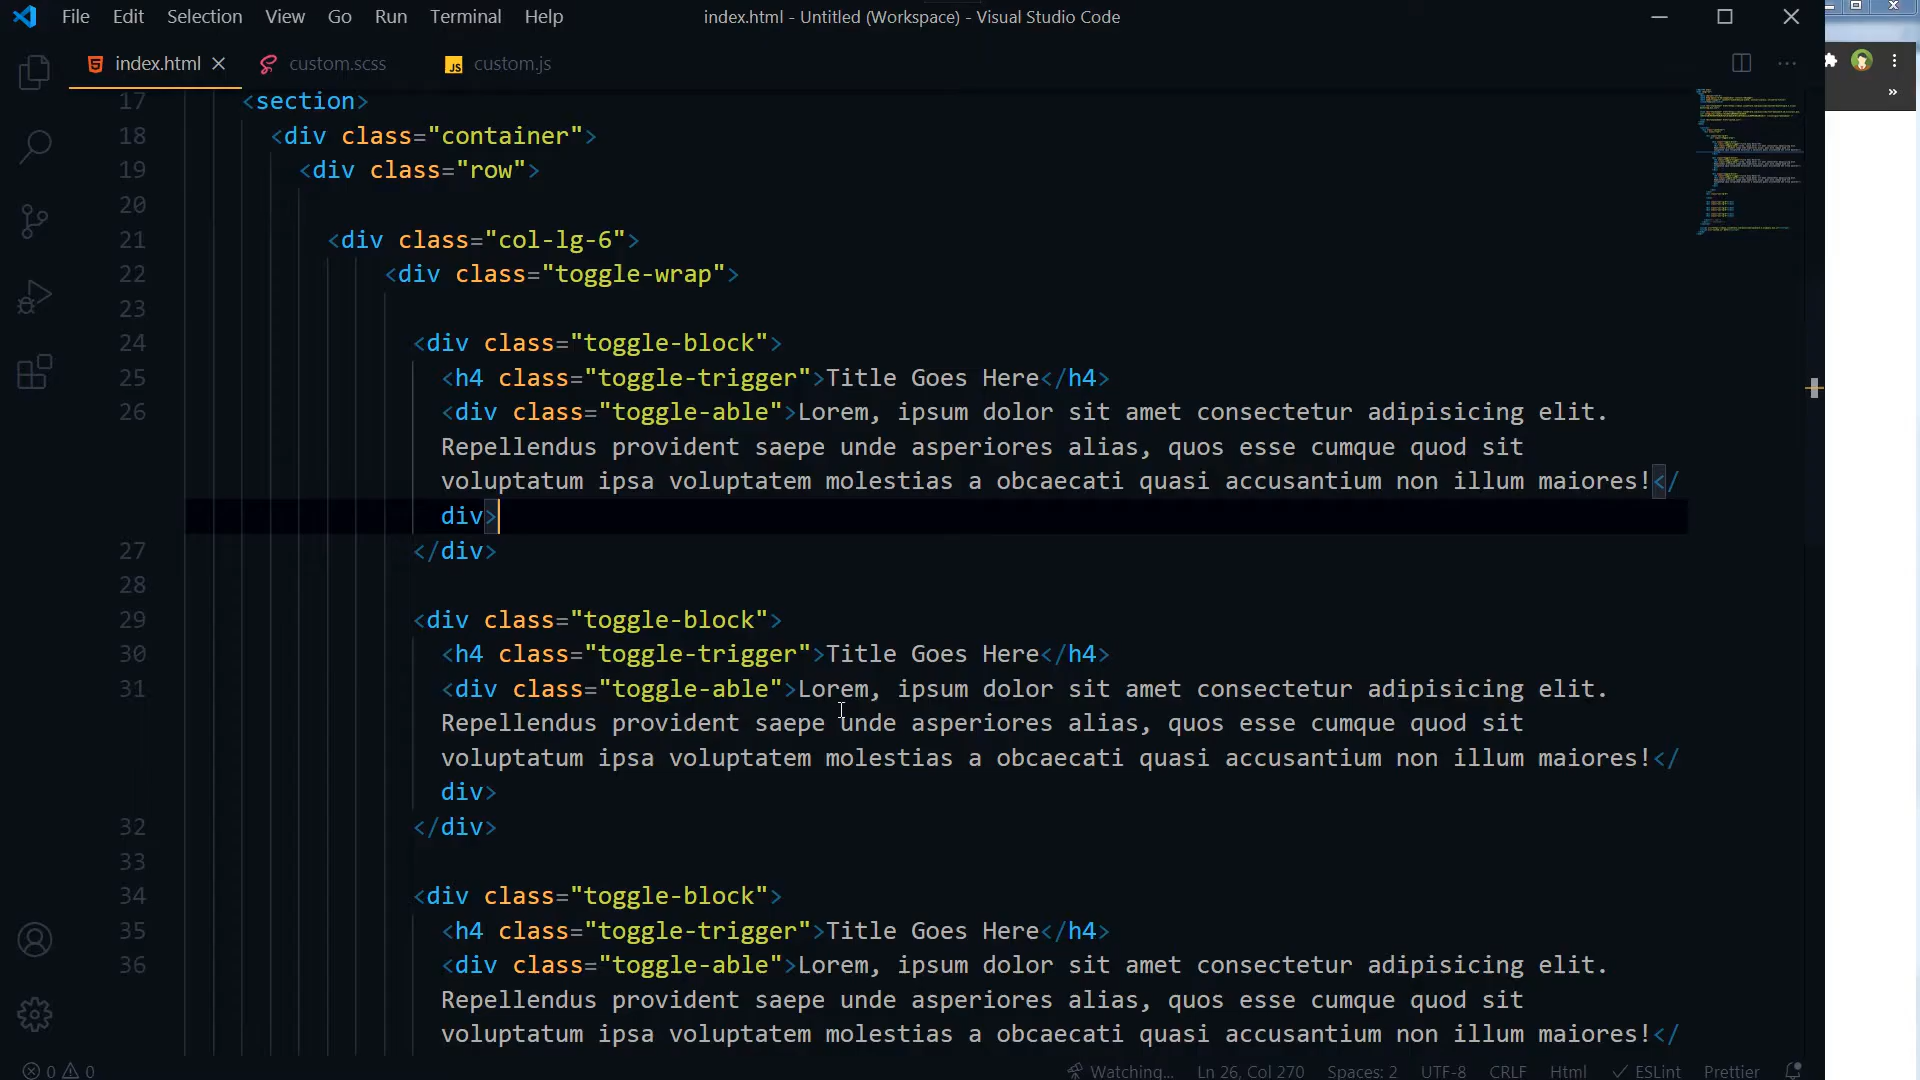 File Edit Selection View Go Run Terminal Help index.html - Untitled (Workspace) - Visual Studio Code
index.html custom.scss JS custom.js
17 <section>
18 <div class="container">
19 <div class="row">
20
21 <div class="col-lg-6">
22 <div class="toggle-wrap">
23
24 <div class="toggle-block">
25 <h4 class="toggle-trigger">Title Goes Here</h4>
26 <div class="toggle-able">Lorem, ipsum dolor sit amet consectetur adipisicing elit.
Repellendus provident saepe unde asperiores alias, quos esse cumque quod sit
voluptatum ipsa voluptatem molestias a obcaecati quasi accusantium non illum maiores!</
div>
27 </div>
28
29 <div class="toggle-block">
30 <h4 class="toggle-trigger">Title Goes Here</h4>
31 <div class="toggle-able">Lorem, ipsum dolor sit amet consectetur adipisicing elit.
Repellendus provident saepe unde asperiores alias, quos esse cumque quod sit
voluptatum ipsa voluptatem molestias a obcaecati quasi accusantium non illum maiores!</
div>
32 </div>
33
34 <div class="toggle-block">
35 <h4 class="toggle-trigger">Title Goes Here</h4>
36 <div class="toggle-able">Lorem, ipsum dolor sit amet consectetur adipisicing elit.
Repellendus provident saepe unde asperiores alias, quos esse cumque quod sit
voluptatum ipsa voluptatem molestias a obcaecati quasi accusantium non illum maiores!</
0 0 Watching... Ln 26, Col 270 Spaces: 2 UTF-8 CRLF Html ESLint Prettier